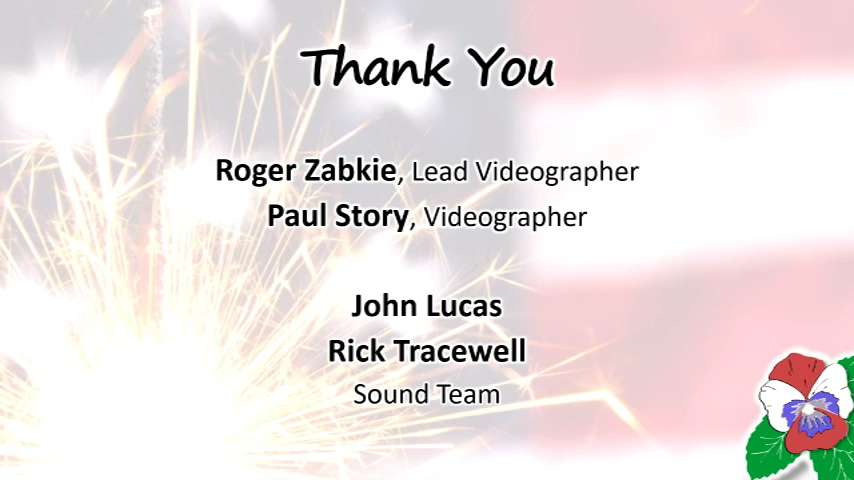 Thank You
Roger Zabkie, Lead Videographer
Paul Story, Videographer
John Lucas
Rick Tracewell
Sound Team